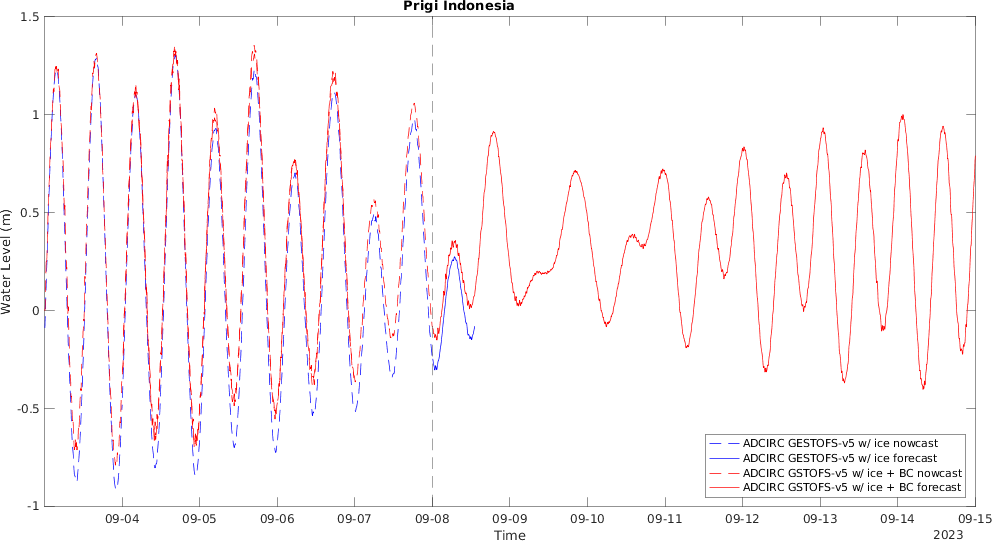 Prigi Indonesia
1.5
1
0.5
0
-0.5
-1
Water Level (m)
09-04 09-05 09-06 09-07 09-08 09-09 09-10 09-11 09-12 09-13 09-14 09-15
Time
2023
ADCIRC GESTOFS-v5 w/ ice nowcast
ADCIRC GESTOFS-v5 w/ ice forecast
ADCIRC GSTOFS-v5 w/ ice + BC nowcast
ADCIRC GSTOFS-v5 w/ ice + BC forecast